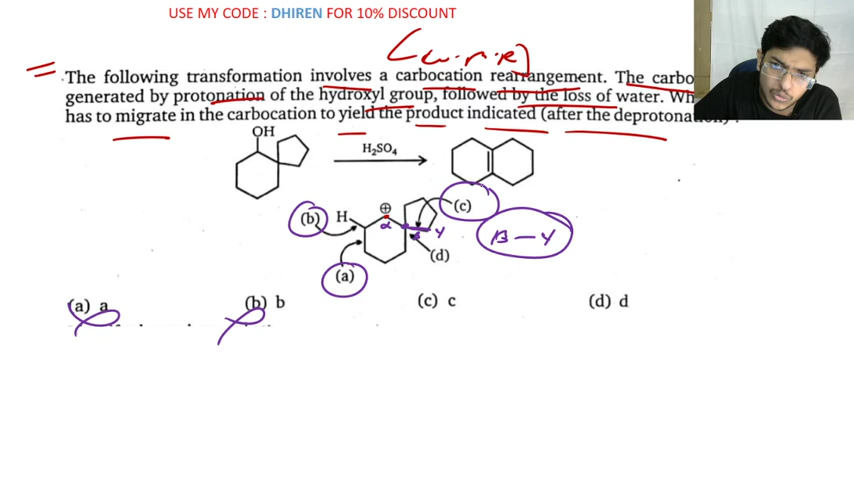 USE MY CODE : DHIREN FOR 10% DISCOUNT
(w.r.r)
The following transformation involves a carbocation rearrangement. The carbo
generated by protonation of the hydroxyl group, followed by the loss of water. Wh
has to migrate in the carbocation to yield the product indicated (after the deprotona
OH
H₂SO₄
⊕
(b) H
α
(c)
γ
β — γ
(d)
(a)
(a) a (b) b (c) c (d) d